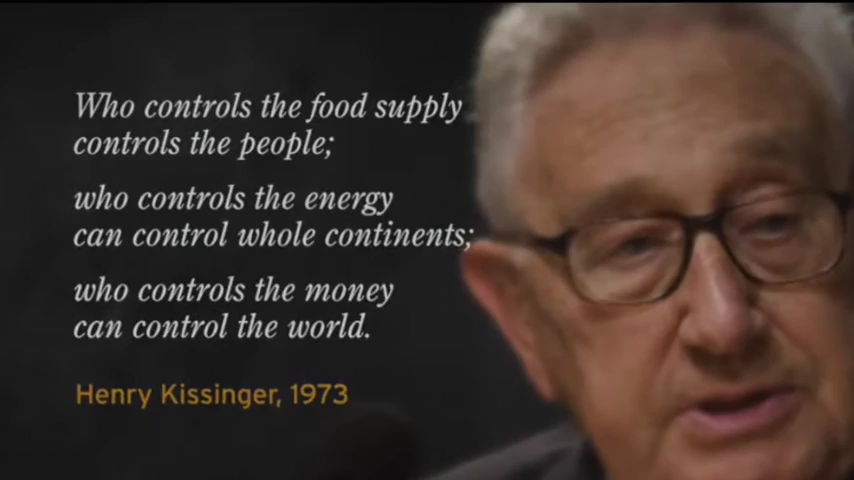 Who controls the food supply
controls the people;
who controls the energy
can control whole continents;
who controls the money
can control the world.
Henry Kissinger, 1973